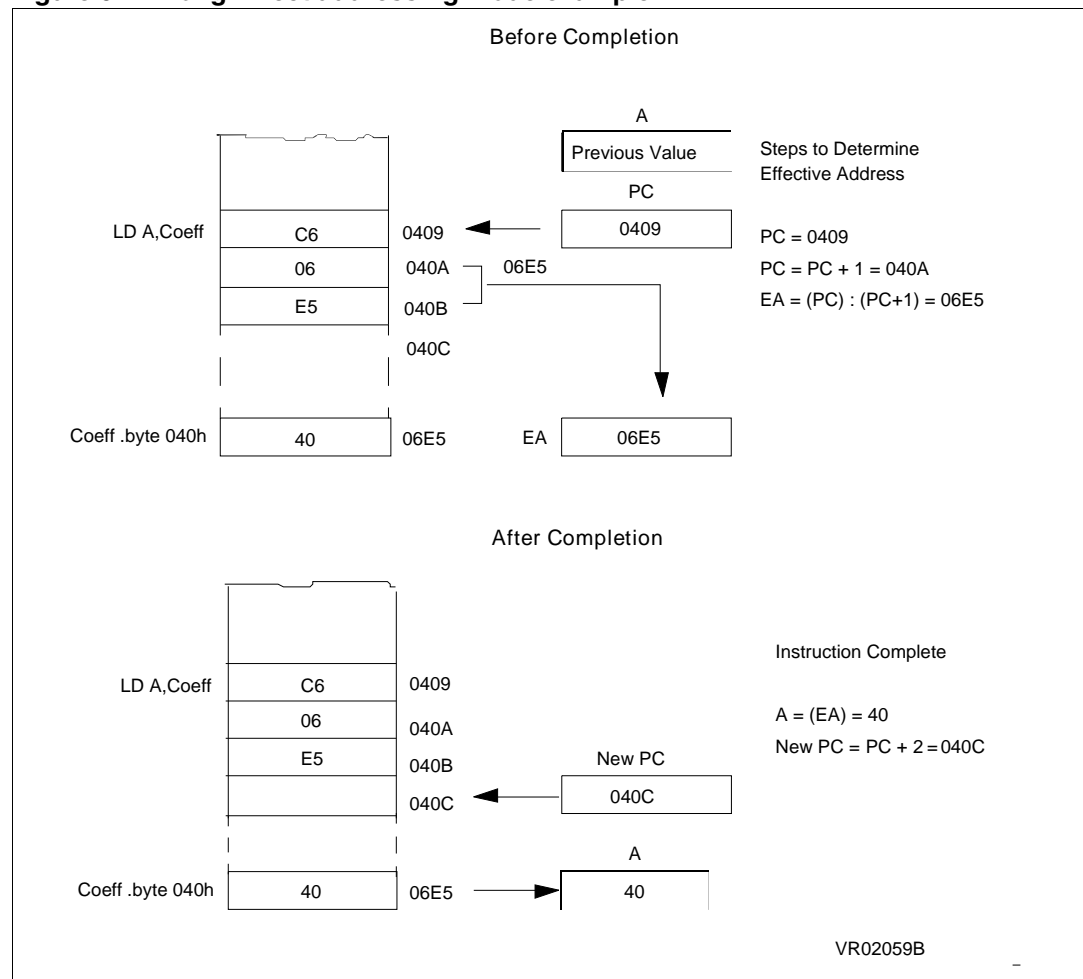 Before Completion
A
Previous Value
Steps to Determine
Effective Address
PC
LD A,Coeff
C6
0409
0409
PC = 0409
06
040A
06E5
PC = PC + 1 = 040A
E5
040B
EA = (PC) : (PC+1) = 06E5
040C
Coeff .byte 040h
40
06E5
EA
06E5
After Completion
Instruction Complete
LD A,Coeff
C6
0409
06
040A
A = (EA) = 40
E5
040B
New PC
New PC = PC + 2 = 040C
040C
040C
A
Coeff .byte 040h
40
06E5
40
VR02059B